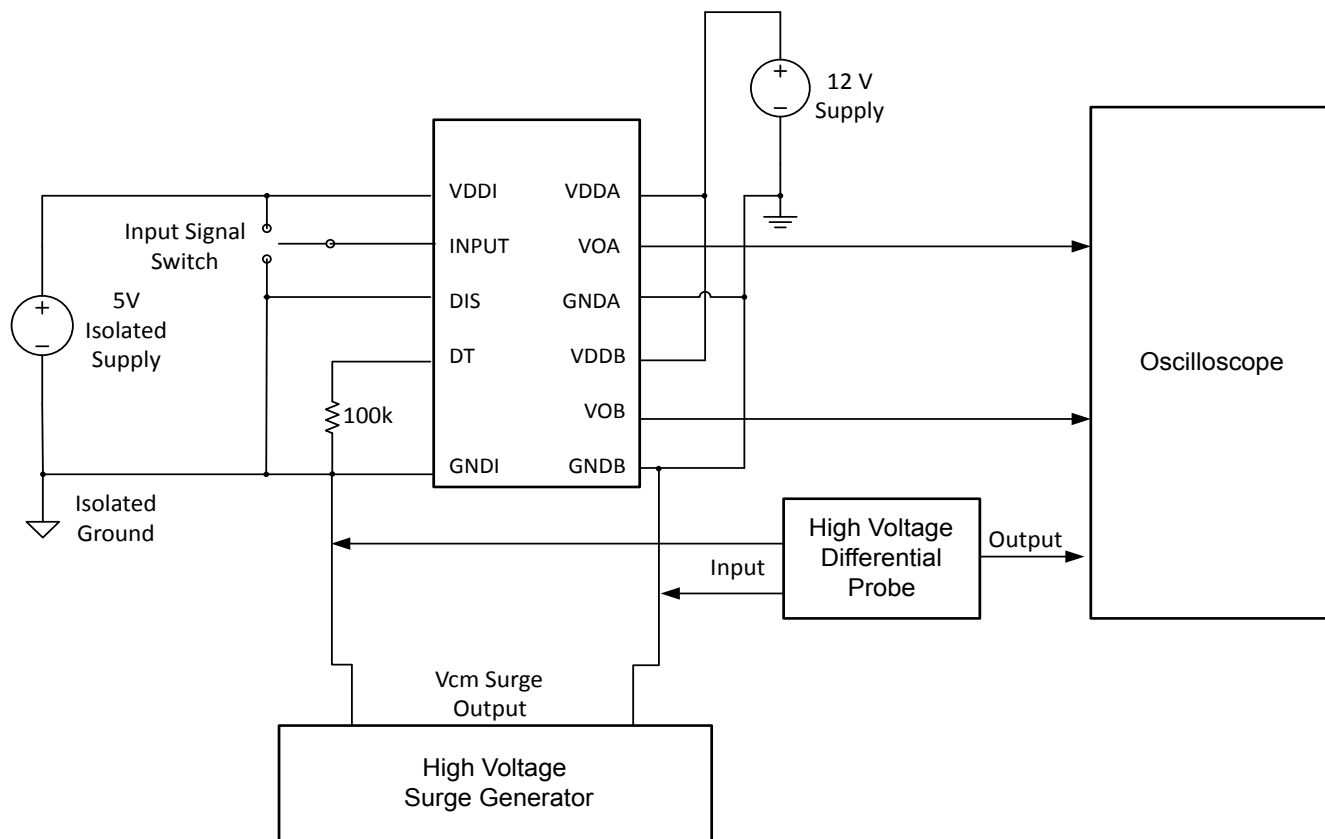 12 V
Supply
VDDI
VDDA
Input Signal
Switch
INPUT
VOA
5V
Isolated
Supply
DIS
GNDA
DT
VDDB
Oscilloscope
100k
VOB
GNDI
GNDB
Isolated
Ground
High Voltage
Differential
Probe
Output
Input
Vcm Surge
Output
High Voltage
Surge Generator
+
−
+
−